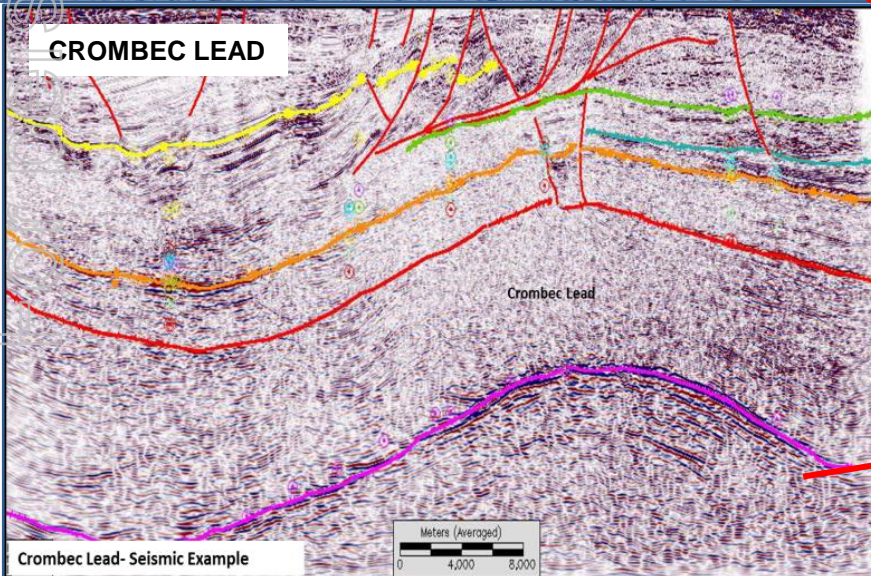 CROMBEC LEAD
Crombec Lead
Meters (Averaged)
0 4,000 8,000
Crombec Lead- Seismic Example